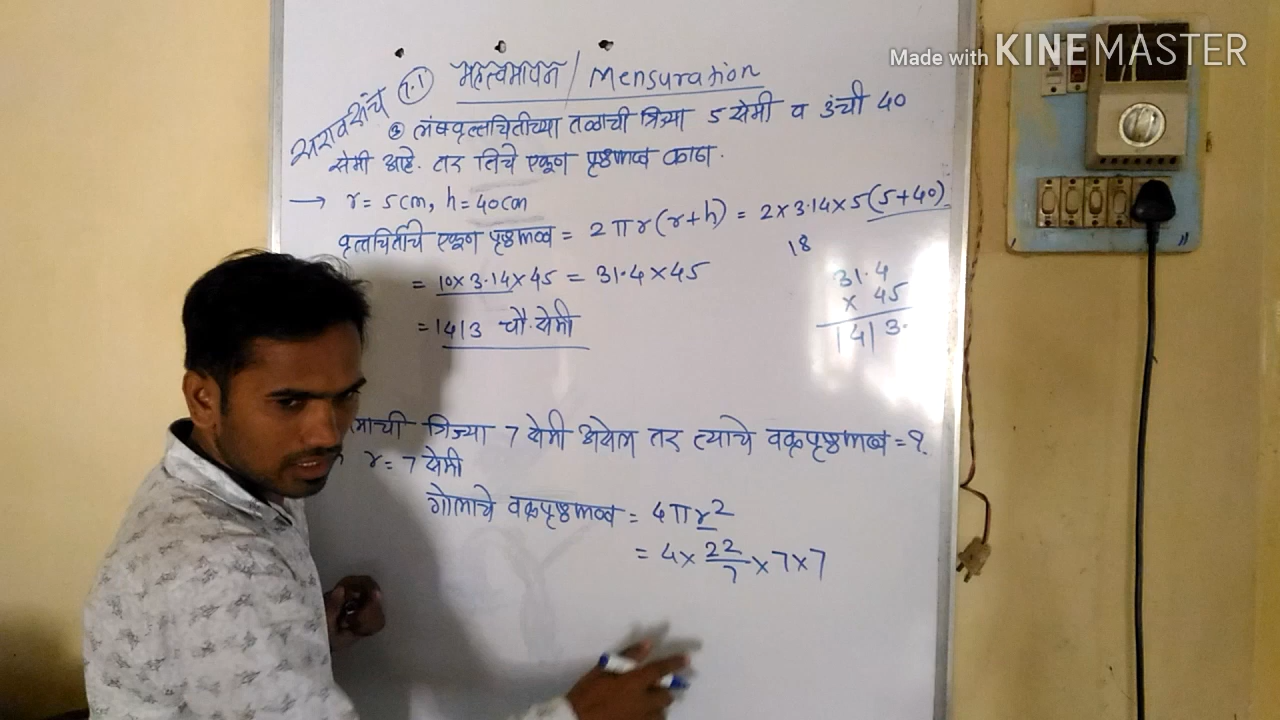 Made with KINEMASTER
सरावसंच 7.1 महत्वमापन / Mensuration
③ लंबवृत्तचितीच्या तळाची त्रिज्या 5 सेमी व उंची 40
सेमी आहे. तर तिचे एकूण पृष्ठफळ काढा.
→ r = 5cm, h = 40cm
वृत्तचितीचे एकूण पृष्ठफळ = 2πr(r+h) = 2×3.14×5(5+40)
18
= 10×3.14×45 = 31.4×45
31.4
× 45
= 1413 चौ.सेमी
1413.
त्रिज्या 7 सेमी असेल तर त्याचे वक्रपृष्ठफळ = ?
r = 7 सेमी
गोलाचे वक्रपृष्ठफळ = 4πr²
= 4×22/7×7×7